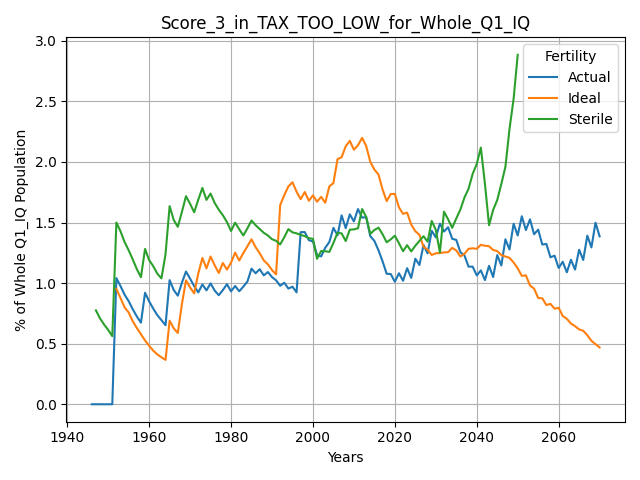 Score_3_in_TAX_TOO_LOW_for_Whole_Q1_IQ
% of Whole Q1_IQ Population
3.0
2.5
2.0
1.5
1.0
0.5
0.0
Fertility
Actual
Ideal
Sterile
1940 1960 1980 2000 2020 2040 2060
Years